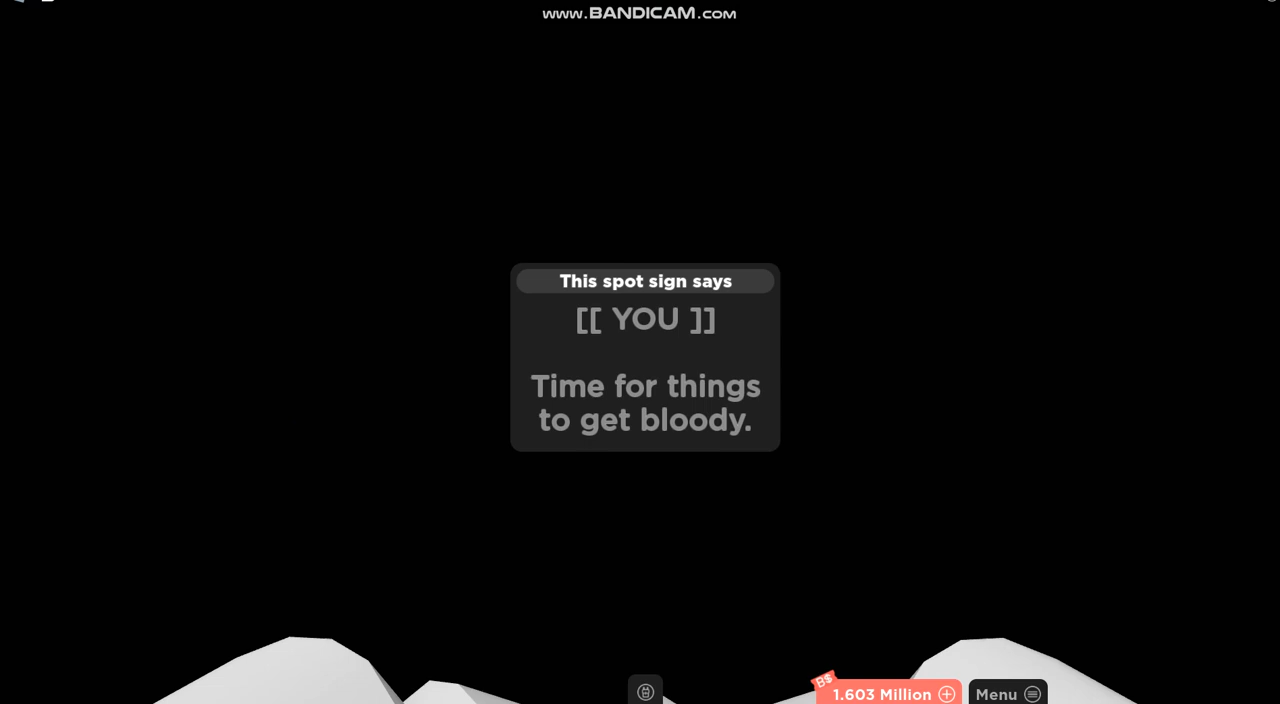 www.BANDICAM.com
This spot sign says
[[ YOU ]]
Time for things
to get bloody.
B$
1.603 Million
Menu